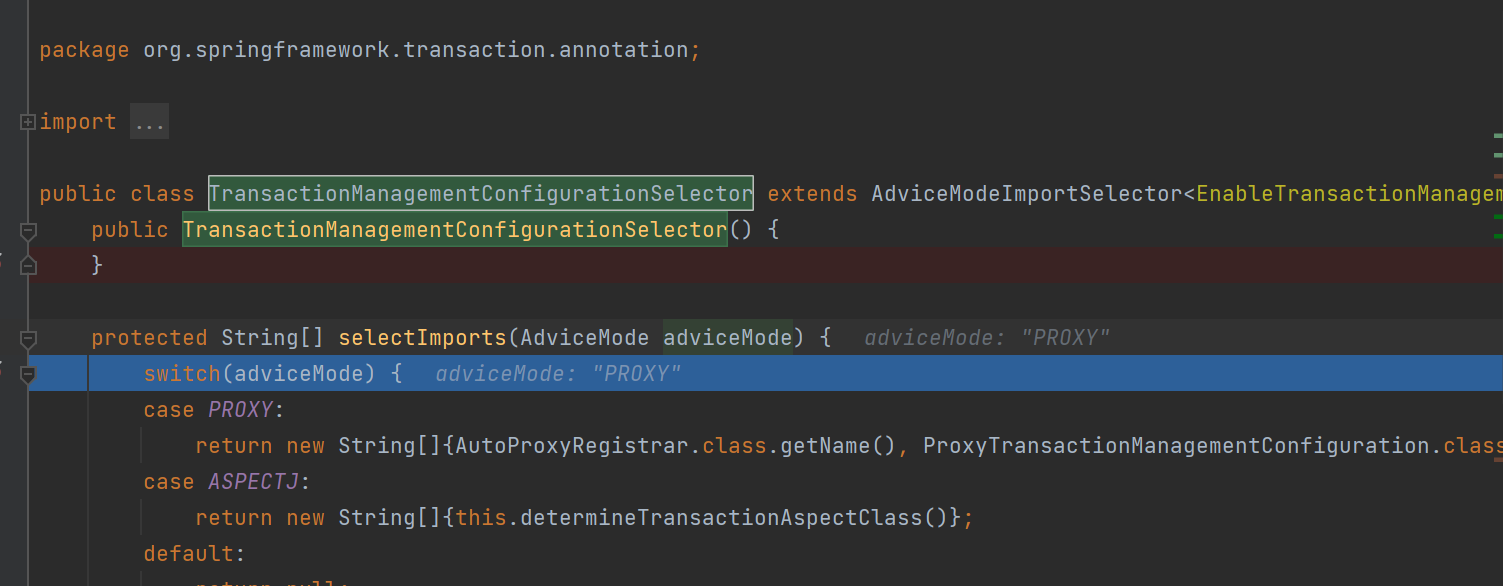 package org.springframework.transaction.annotation;
import ...
public class TransactionManagementConfigurationSelector extends AdviceModeImportSelector<EnableTransactionManagem
public TransactionManagementConfigurationSelector() {
}
protected String[] selectImports(AdviceMode adviceMode) { adviceMode: "PROXY"
switch(adviceMode) { adviceMode: "PROXY"
case PROXY:
return new String[]{AutoProxyRegistrar.class.getName(), ProxyTransactionManagementConfiguration.class
case ASPECTJ:
return new String[]{this.determineTransactionAspectClass()};
default: